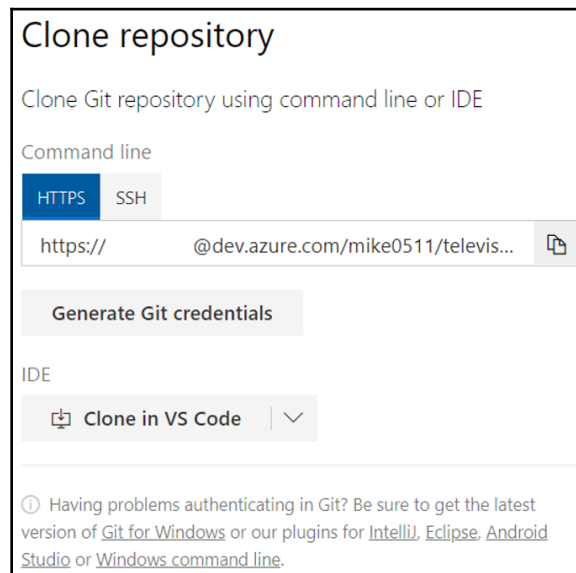 Clone repository
Clone Git repository using command line or IDE
Command line
HTTPS SSH
https:// @dev.azure.com/mike0511/televis...
Generate Git credentials
IDE
Clone in VS Code
Having problems authenticating in Git? Be sure to get the latest
version of Git for Windows or our plugins for IntelliJ, Eclipse, Android
Studio or Windows command line.